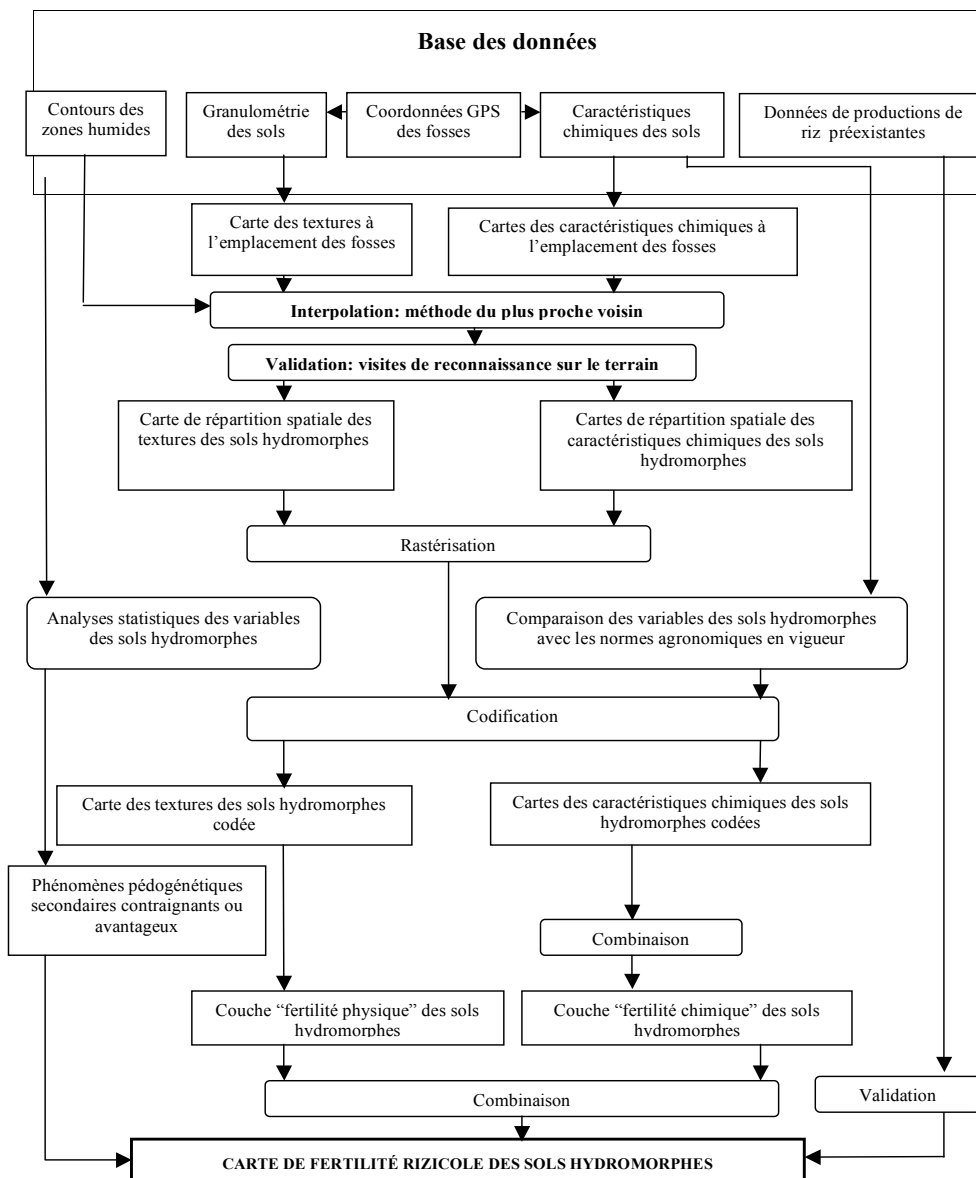 Base des données
Contours des
zones humides
Granulométrie
des sols
Coordonnées GPS
des fosses
Caractéristiques
chimiques des sols
Données de productions de
riz préexistantes
Carte des textures à
l’emplacement des fosses
Cartes des caractéristiques chimiques à
l’emplacement des fosses
Interpolation: méthode du plus proche voisin
Validation: visites de reconnaissance sur le terrain
Carte de répartition spatiale des
textures des sols hydromorphes
Cartes de répartition spatiale des
caractéristiques chimiques des sols
hydromorphes
Rastérisation
Analyses statistiques des variables
des sols hydromorphes
Comparaison des variables des sols hydromorphes
avec les normes agronomiques en vigueur
Codification
Carte des textures des sols hydromorphes
codée
Cartes des caractéristiques chimiques des sols
hydromorphes codées
Phénomènes pédogénétiques
secondaires contraignants ou
avantageux
Combinaison
Couche “fertilité physique” des sols
hydromorphes
Couche “fertilité chimique” des sols
hydromorphes
Combinaison
Validation
CARTE DE FERTILITÉ RIZICOLE DES SOLS HYDROMORPHES